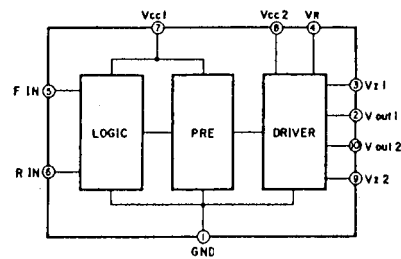 Vcc1 Vcc2 VR
7 8 4
F IN 5 3 Vz1
LOGIC PRE DRIVER
2 Vout1
10 Vout2
R IN 6 9 Vz2
1
GND